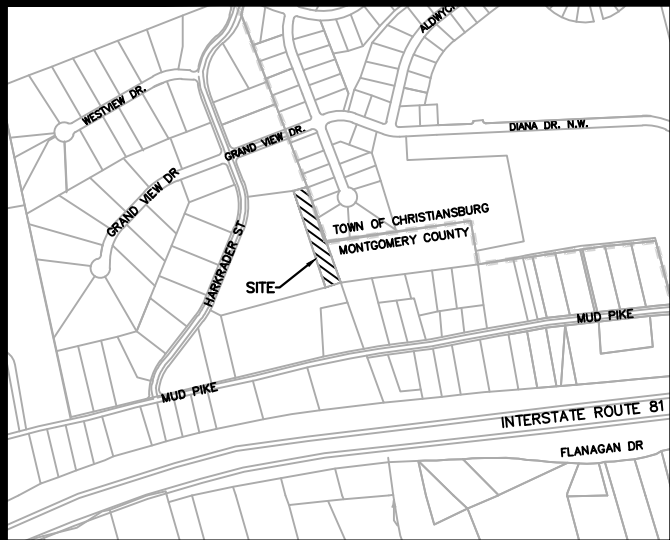 ALDWYC
WESTVIEW DR.
DIANA DR. N.W.
GRAND VIEW DR.
GRAND VIEW DR
TOWN OF CHRISTIANSBURG
MONTGOMERY COUNTY
HARKRADER ST
SITE
MUD PIKE
MUD PIKE
INTERSTATE ROUTE 81
FLANAGAN DR